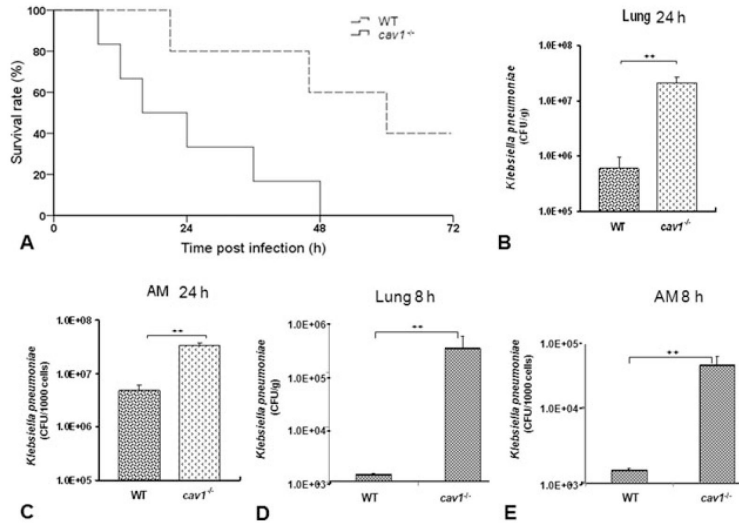 WT
cav1-/-
Survival rate (%)
100
80
60
40
20
0
0
24
48
72
Time post infection (h)
A
Lung 24 h
**
Klebsiella pneumoniae
(CFU/g)
1.0E+08
1.0E+07
1.0E+06
1.0E+05
WT
cav1-/-
B
AM 24 h
**
Klebsiella pneumoniae
(CFU/1000 cells)
1.0E+08
1.0E+07
1.0E+06
1.0E+05
WT
cav1-/-
C
Lung 8 h
**
Klebsiella pneumoniae
(CFU/g)
1.0E+06
1.0E+05
1.0E+04
1.0E+03
WT
cav1-/-
D
AM 8 h
**
Klebsiella pneumoniae
(CFU/1000 cells)
1.0E+05
1.0E+04
1.0E+03
WT
cav1-/-
E